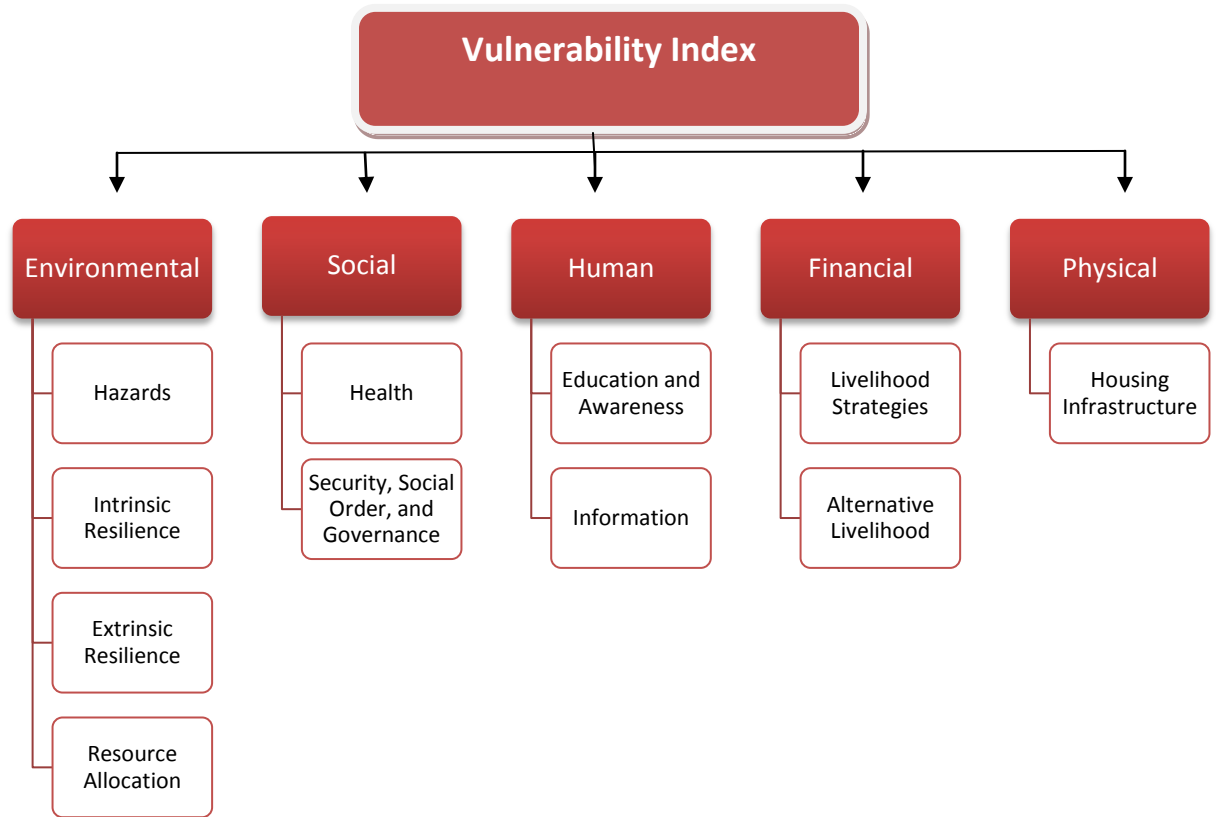 Vulnerability Index
Environmental
Social
Human
Financial
Physical
Hazards
Intrinsic
Resilience
Extrinsic
Resilience
Resource
Allocation
Health
Security, Social
Order, and
Governance
Education and
Awareness
Information
Livelihood
Strategies
Alternative
Livelihood
Housing
Infrastructure